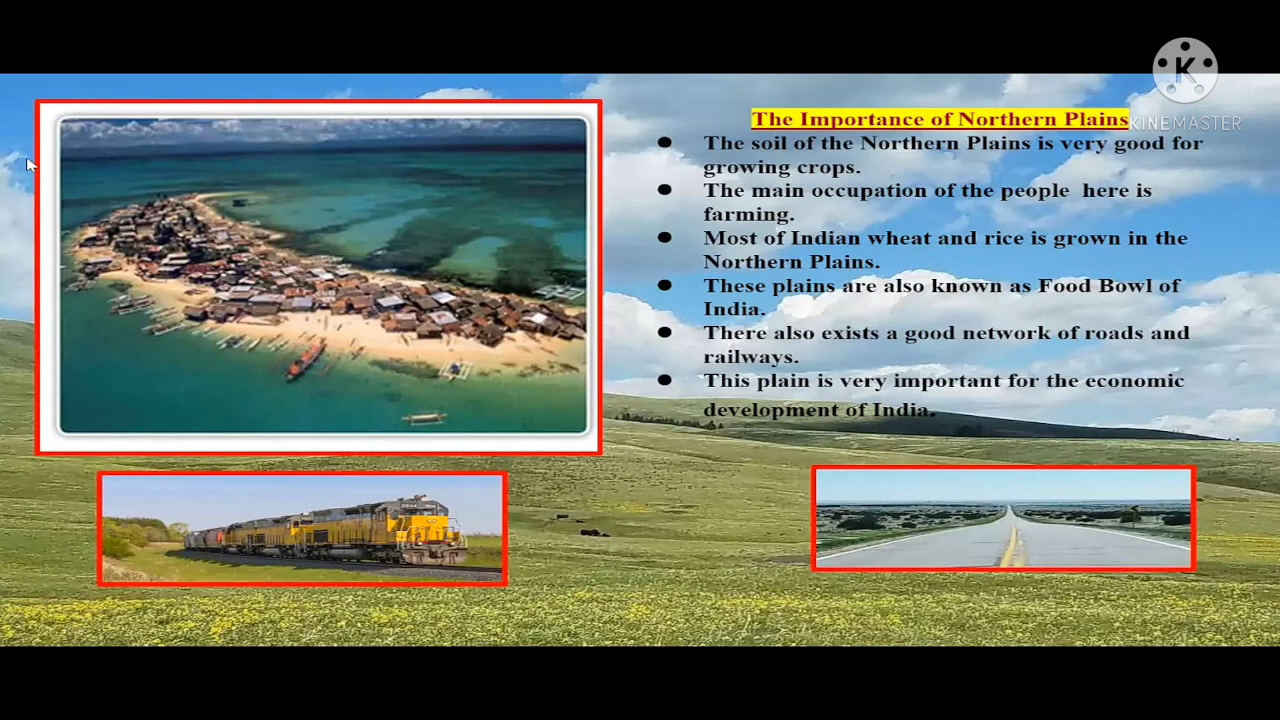 K
KINEMASTER
The Importance of Northern Plains
● The soil of the Northern Plains is very good for
growing crops.
● The main occupation of the people here is
farming.
● Most of Indian wheat and rice is grown in the
Northern Plains.
● These plains are also known as Food Bowl of
India.
● There also exists a good network of roads and
railways.
● This plain is very important for the economic
development of India.